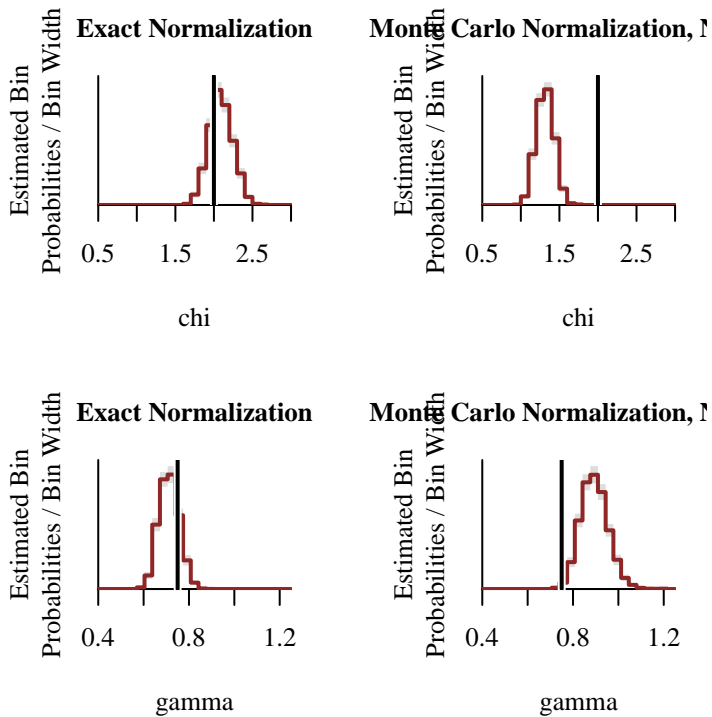 Exact Normalization
Estimated Bin
Probabilities / Bin Width
0.5 1.5 2.5
chi
Monte Carlo Normalization, N
Estimated Bin
Probabilities / Bin Width
0.5 1.5 2.5
chi
Exact Normalization
Estimated Bin
Probabilities / Bin Width
0.4 0.8 1.2
gamma
Monte Carlo Normalization, N
Estimated Bin
Probabilities / Bin Width
0.4 0.8 1.2
gamma